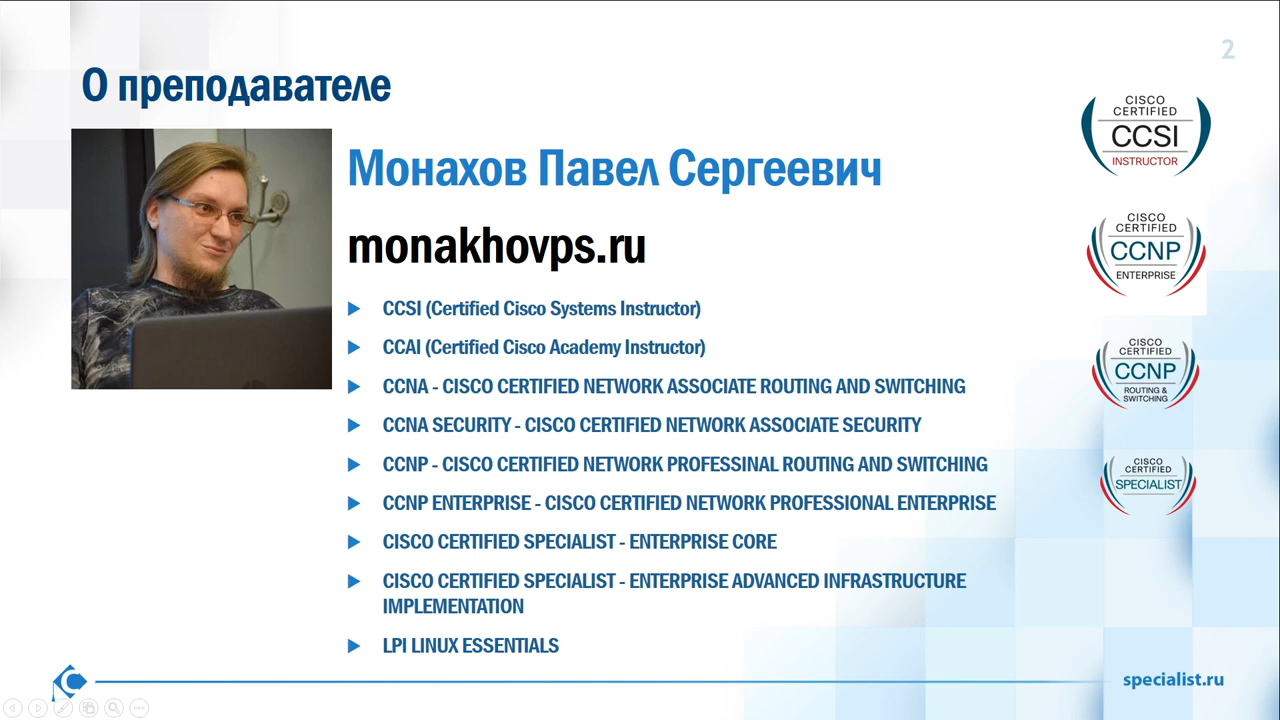 2
О преподавателе
Монахов Павел Сергеевич
monakhovps.ru
CCSI (Certified Cisco Systems Instructor)
CCAI (Certified Cisco Academy Instructor)
CCNA - CISCO CERTIFIED NETWORK ASSOCIATE ROUTING AND SWITCHING
CCNA SECURITY - CISCO CERTIFIED NETWORK ASSOCIATE SECURITY
CCNP - CISCO CERTIFIED NETWORK PROFESSINAL ROUTING AND SWITCHING
CCNP ENTERPRISE - CISCO CERTIFIED NETWORK PROFESSIONAL ENTERPRISE
CISCO CERTIFIED SPECIALIST - ENTERPRISE CORE
CISCO CERTIFIED SPECIALIST - ENTERPRISE ADVANCED INFRASTRUCTURE
IMPLEMENTATION
LPI LINUX ESSENTIALS
CISCO
CERTIFIED
CCSI
INSTRUCTOR
CISCO
CERTIFIED
CCNP
ENTERPRISE
CISCO
CERTIFIED
CCNP
ROUTING &
SWITCHING
CISCO
CERTIFIED
SPECIALIST
specialist.ru